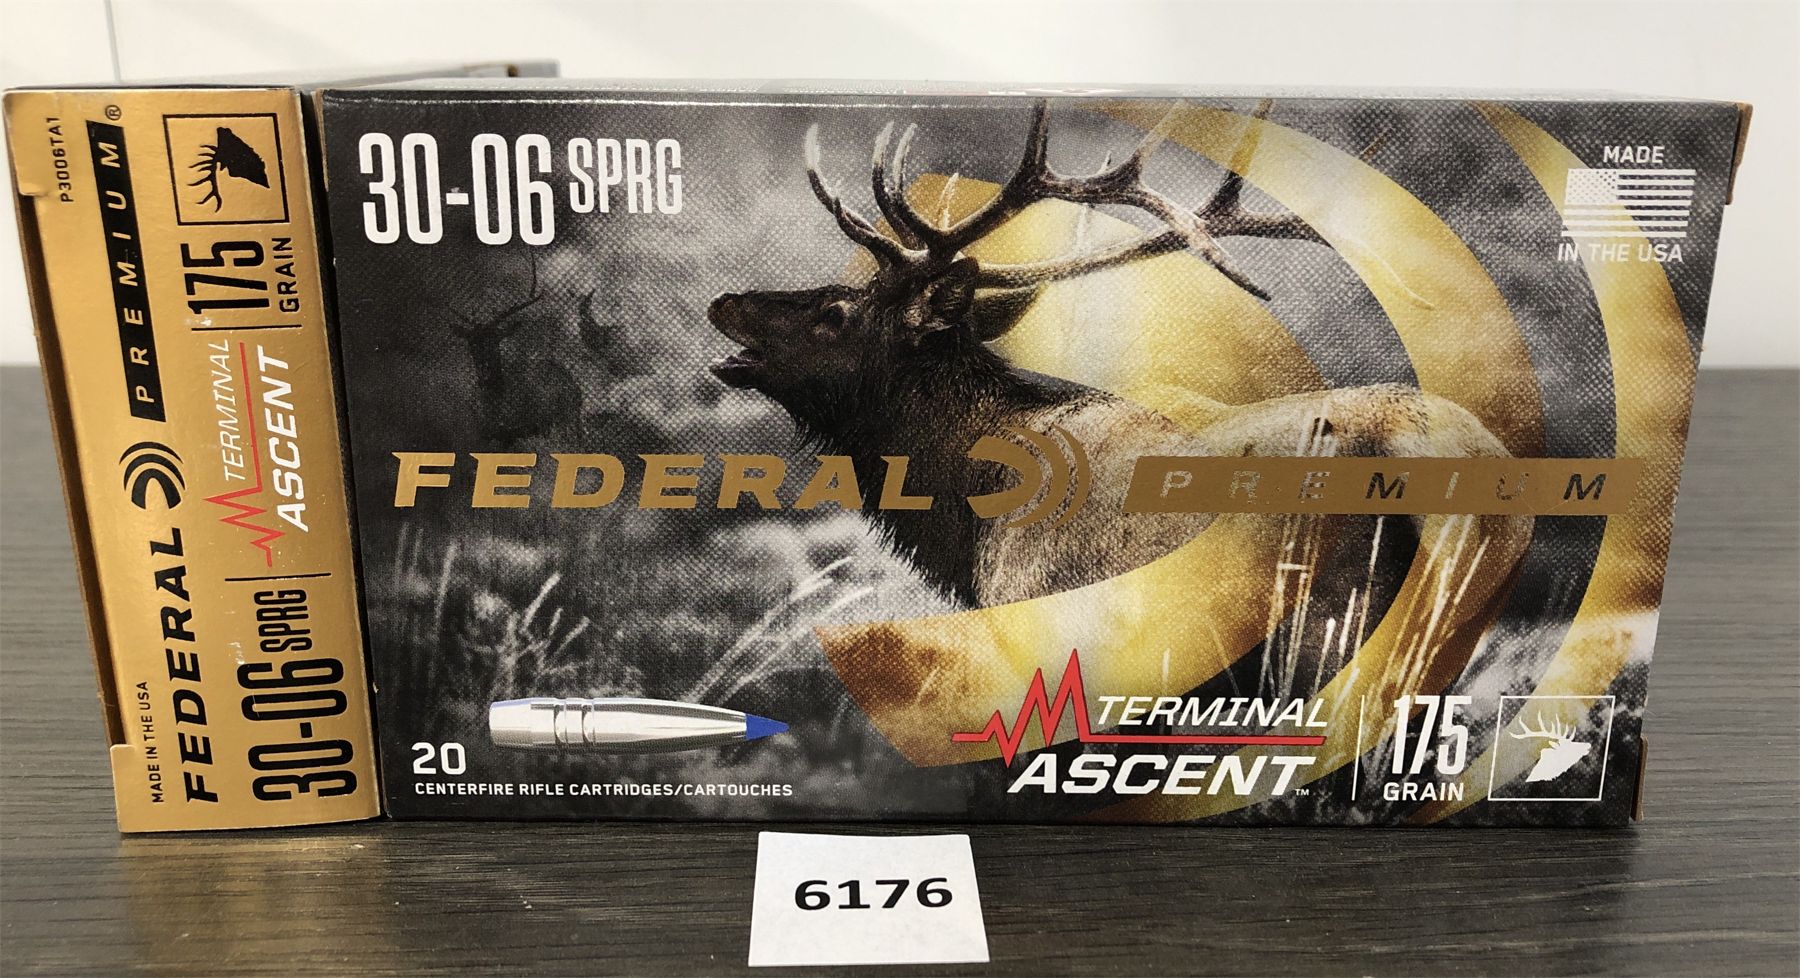 P3006TA1
FEDERAL PREMIUM®
MADE IN THE USA
30-06 SPRG
TERMINAL
ASCENT
175
GRAIN
30-06 SPRG
MADE
IN THE USA
FEDERAL PREMIUM
20
CENTERFIRE RIFLE CARTRIDGES/CARTOUCHES
TERMINAL
ASCENT™
175
GRAIN
6176